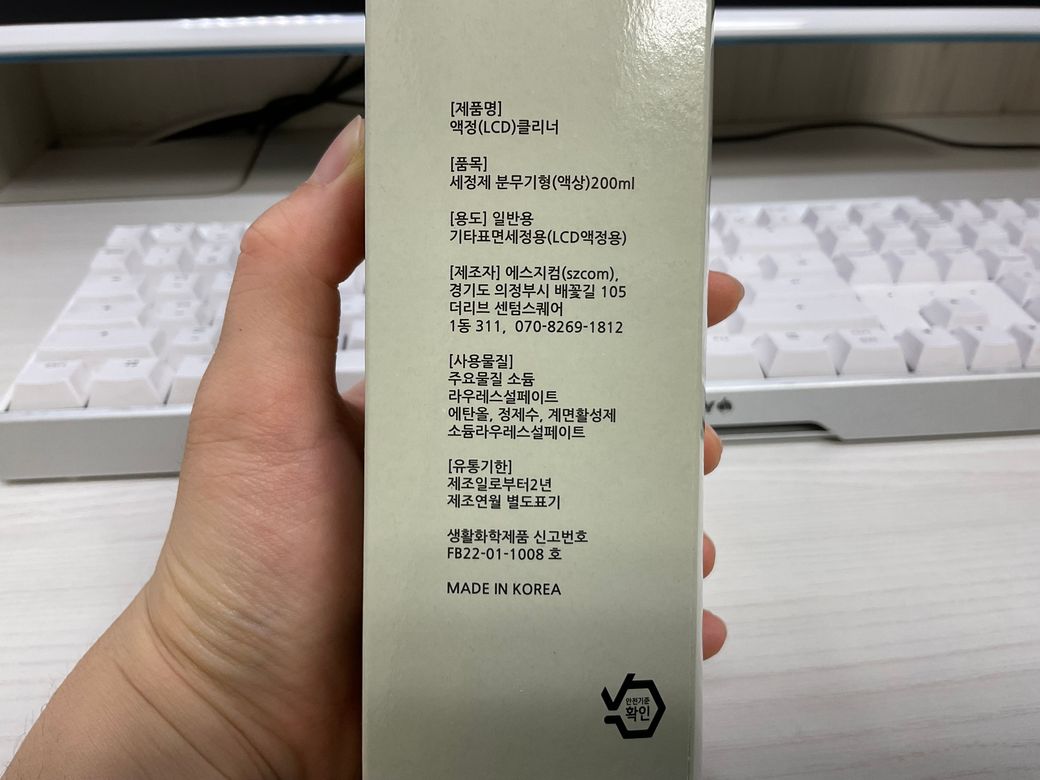 [제품명]
액정(LCD)클리너
[품목]
세정제 분무기형(액상)200ml
[용도] 일반용
기타표면세정용(LCD액정용)
[제조자] 에스지컴(szcom),
경기도 의정부시 배꽃길 105
더리브 센텀스퀘어
1동 311, 070-8269-1812
[사용물질]
주요물질 소듐
라우레스설페이트
에탄올, 정제수, 계면활성제
소듐라우레스설페이트
[유통기한]
제조일로부터2년
제조연월 별도표기
생활화학제품 신고번호
FB22-01-1008 호
MADE IN KOREA
안전기준
확인